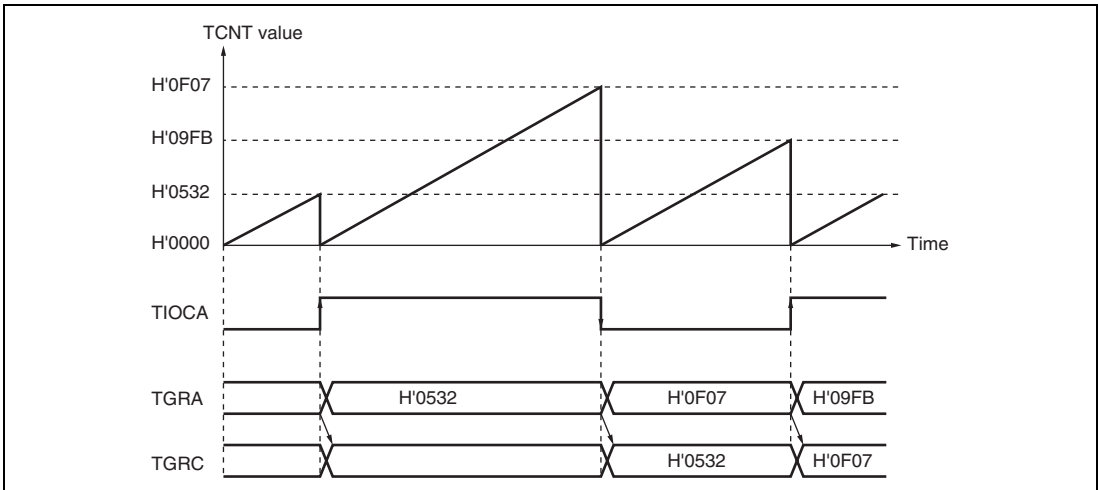 TCNT value
H'0F07
H'09FB
H'0532
H'0000
Time
TIOCA
TGRA
H'0532
H'0F07
H'09FB
TGRC
H'0532
H'0F07